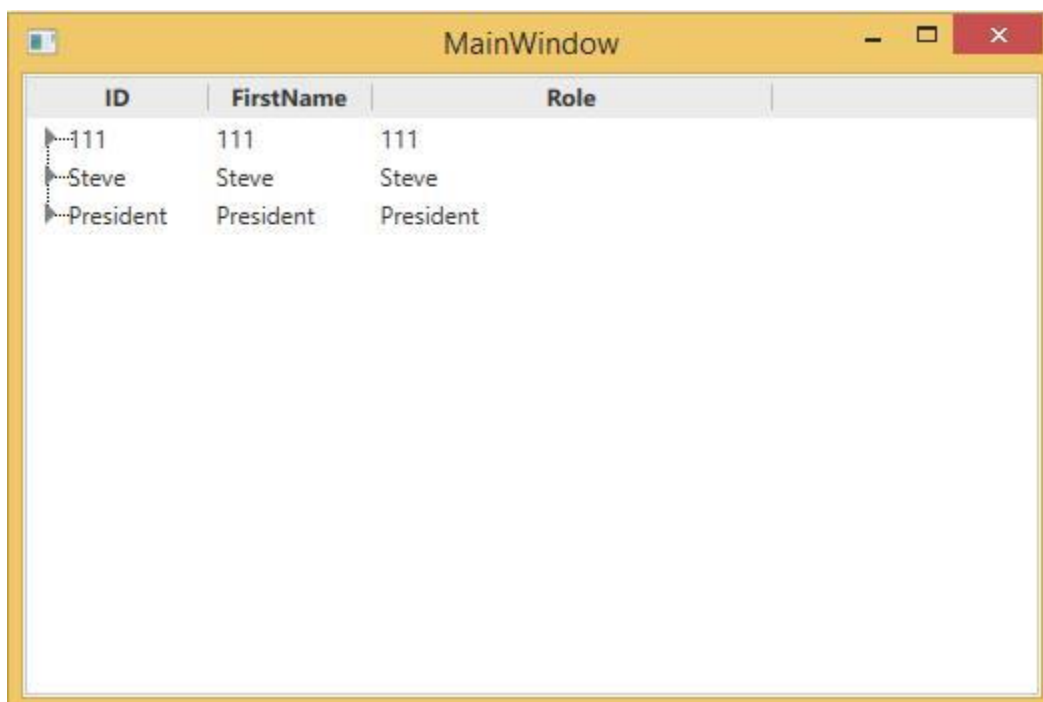 MainWindow
ID FirstName Role
111 111 111
Steve Steve Steve
President President President